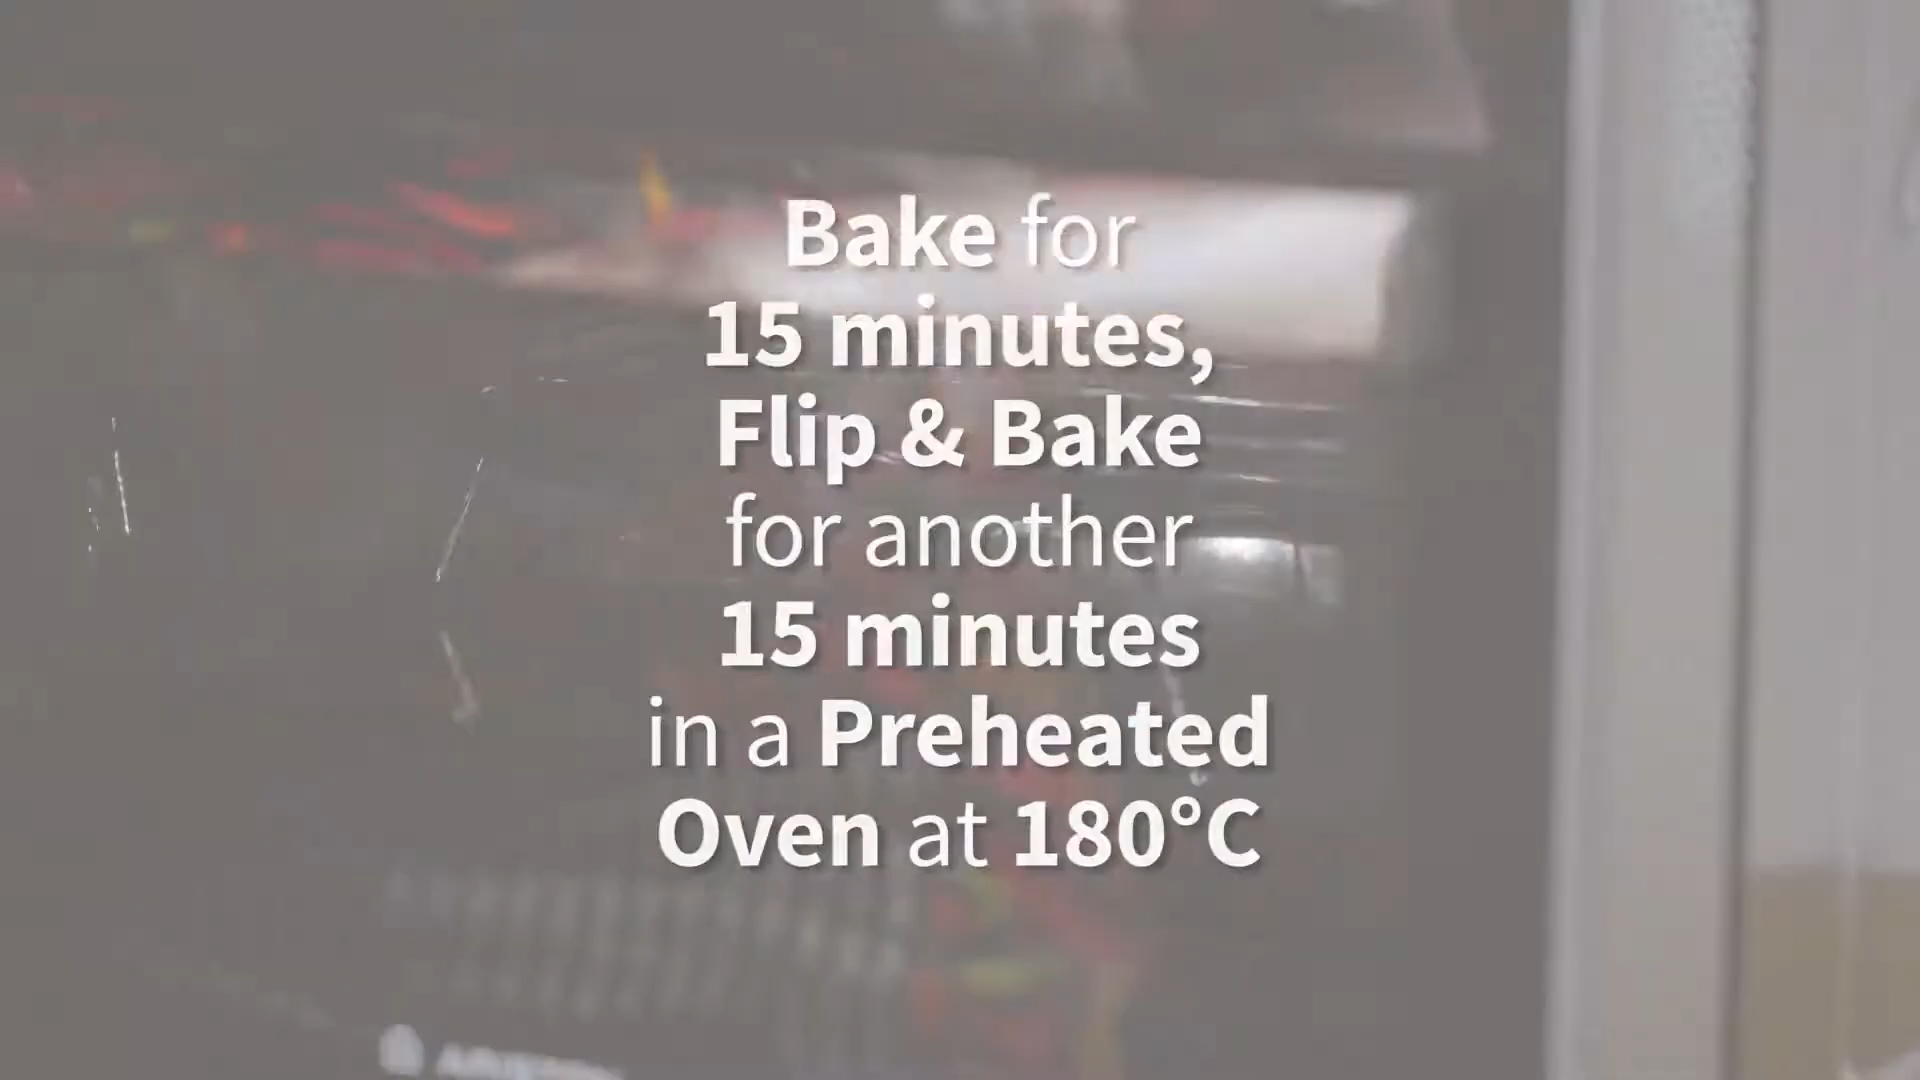 Bake for
15 minutes,
Flip & Bake
for another
15 minutes
in a Preheated
Oven at 180°C